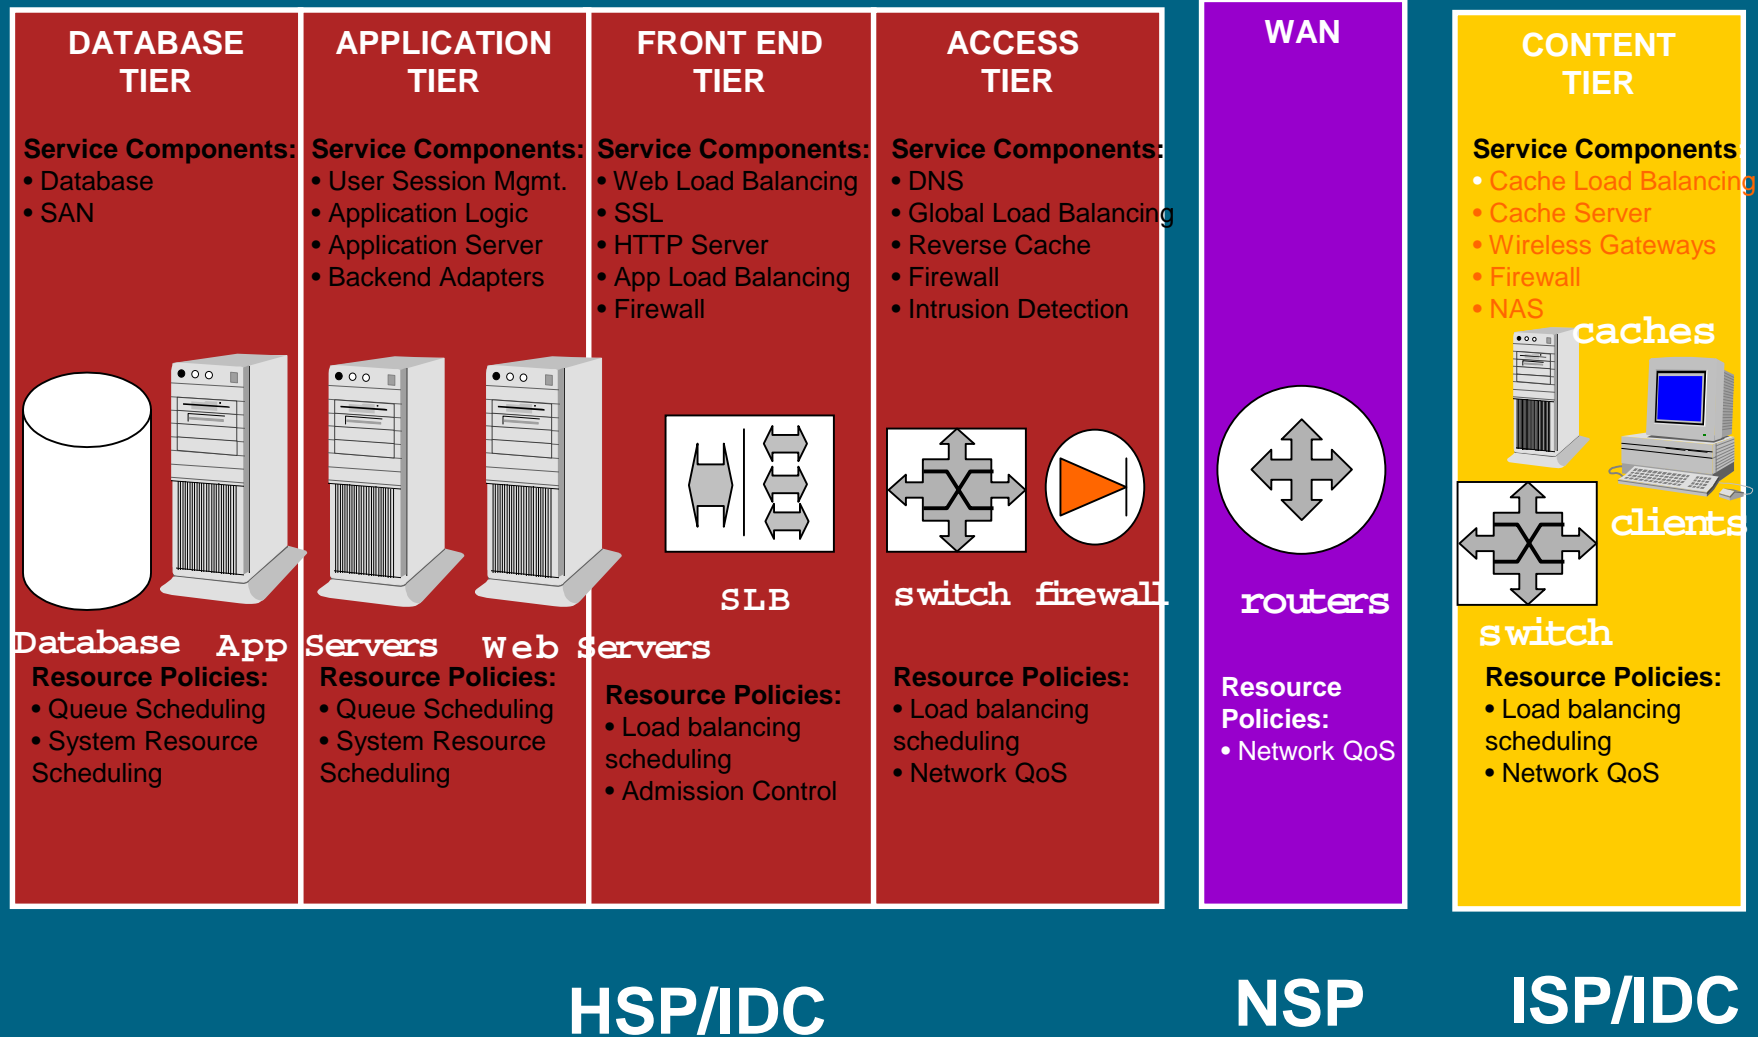 DATABASE
TIER
Service Components:
• Database
• SAN
Database
Resource Policies:
• Queue Scheduling
• System Resource
Scheduling
APPLICATION
TIER
Service Components:
• User Session Mgmt.
• Application Logic
• Application Server
• Backend Adapters
App Servers
Resource Policies:
• Queue Scheduling
• System Resource
Scheduling
FRONT END
TIER
Service Components:
• Web Load Balancing
• SSL
• HTTP Server
• App Load Balancing
• Firewall
Web Servers
SLB
Resource Policies:
• Load balancing
scheduling
• Admission Control
ACCESS
TIER
Service Components:
• DNS
• Global Load Balancing
• Reverse Cache
• Firewall
• Intrusion Detection
switch firewall
Resource Policies:
• Load balancing
scheduling
• Network QoS
WAN
routers
Resource
Policies:
• Network QoS
CONTENT
TIER
Service Components:
• Cache Load Balancing
• Cache Server
• Wireless Gateways
• Firewall
• NAS
caches
clients
switch
Resource Policies:
• Load balancing
scheduling
• Network QoS
HSP/IDC
NSP
ISP/IDC